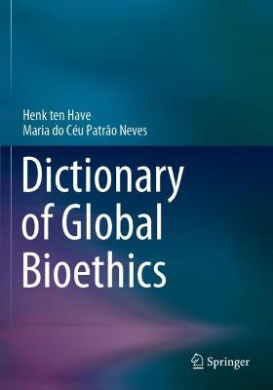 Henk ten Have
Maria do Céu Patrão Neves
Dictionary
of Global
Bioethics
Springer